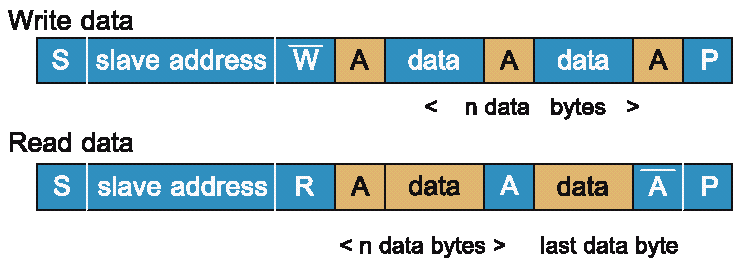 Write data
S slave address W̅ A data A data A P
< n data bytes >
Read data
S slave address R A data A data A̅ P
< n data bytes > last data byte